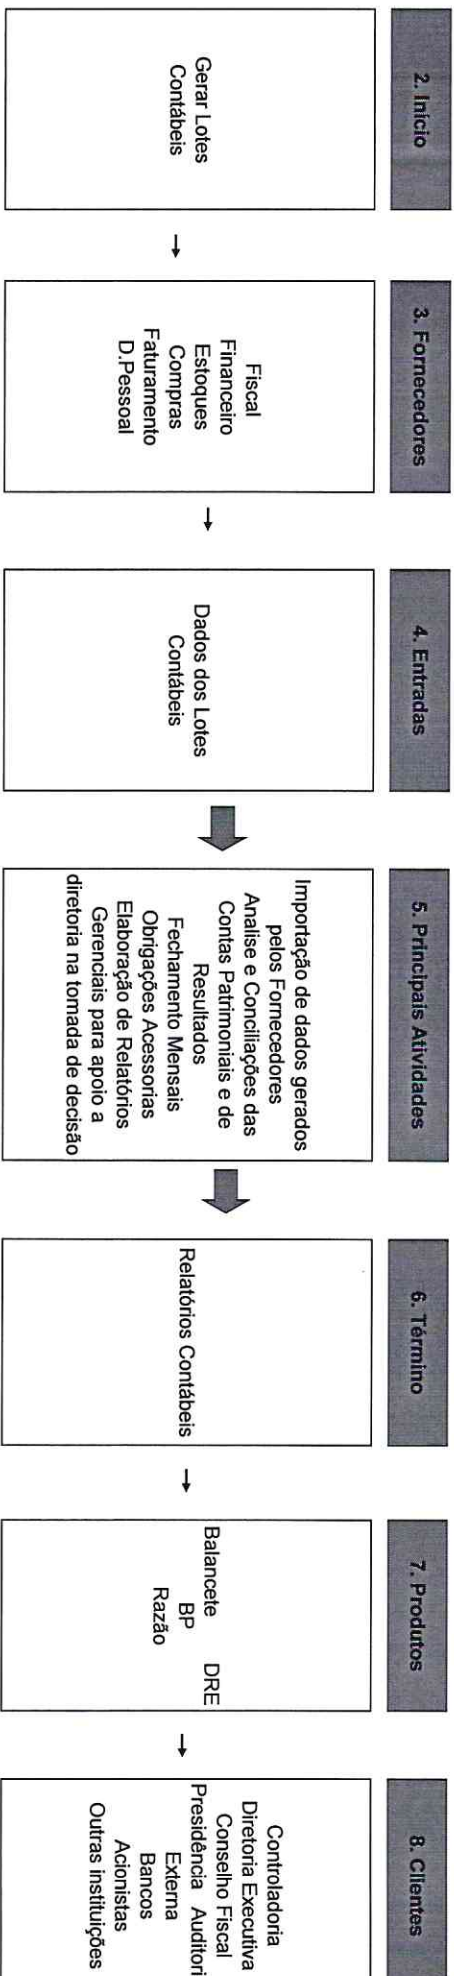 2. Início
Gerar Lotes
Contábeis
3. Fornecedores
Fiscal
Financeiro
Estoques
Compras
Faturamento
D.Pessoal
4. Entradas
Dados dos Lotes
Contábeis
5. Principais Atividades
Importação de dados gerados
pelos Fornecedores
Analise e Conciliações das
Contas Patrimoniais e de
Resultados
Fechamento Mensais
Obrigações Acessorias
Elaboração de Relatórios
Gerenciais para apoio a
diretoria na tomada de decisão
6. Término
Relatórios Contábeis
7. Produtos
Balancete DRE
BP
Razão
8. Clientes
Controladoria
Diretoria Executiva
Conselho Fiscal
Presidência Auditori
Externa
Bancos
Acionistas
Outras instituições